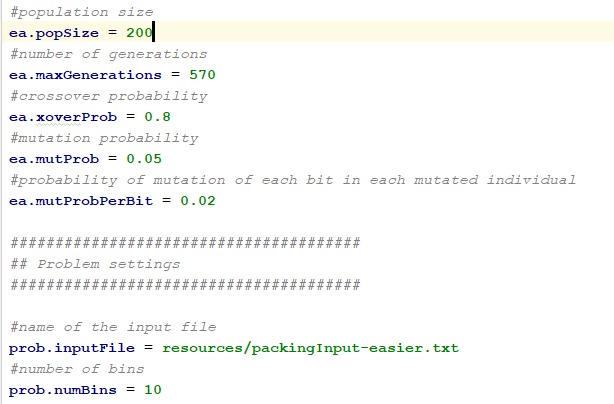 #population size
ea.popSize = 200
#number of generations
ea.maxGenerations = 570
#crossover probability
ea.xoverProb = 0.8
#mutation probability
ea.mutProb = 0.05
#probability of mutation of each bit in each mutated individual
ea.mutProbPerBit = 0.02
#######################################
## Problem settings
#######################################
#name of the input file
prob.inputFile = resources/packingInput-easier.txt
#number of bins
prob.numBins = 10